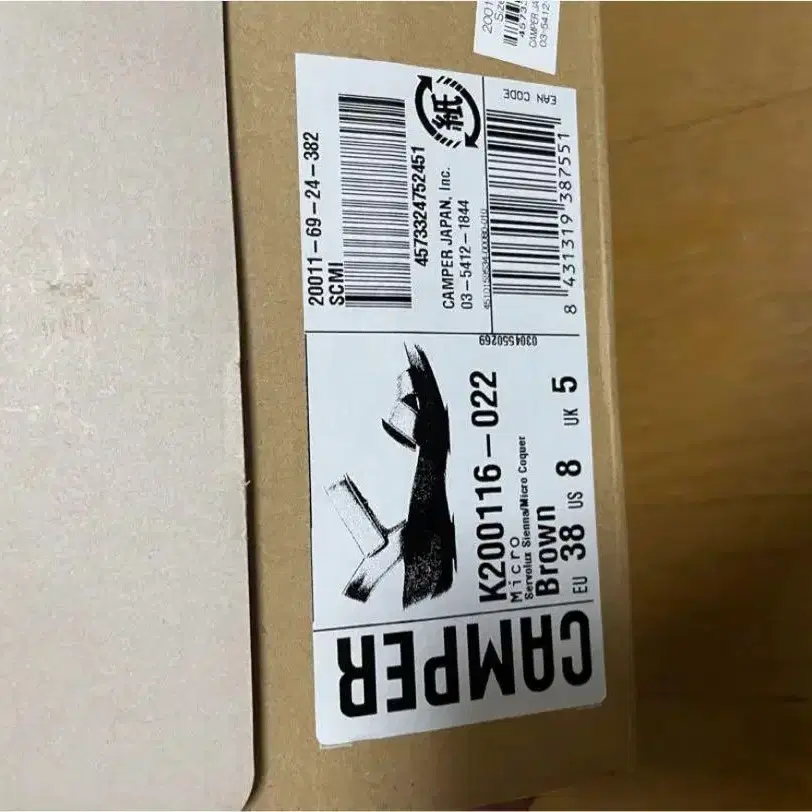 CAMPER
K200116-022
Micro
Servolux Sienna/Micro Coquer
Brown
EU 38 US 8 UK 5
20011-69-24-382
SCMI
4573324752451
CAMPER JAPAN, Inc.
03-5412-1844
紙
0304550269
EAN CODE
8 431319 387551